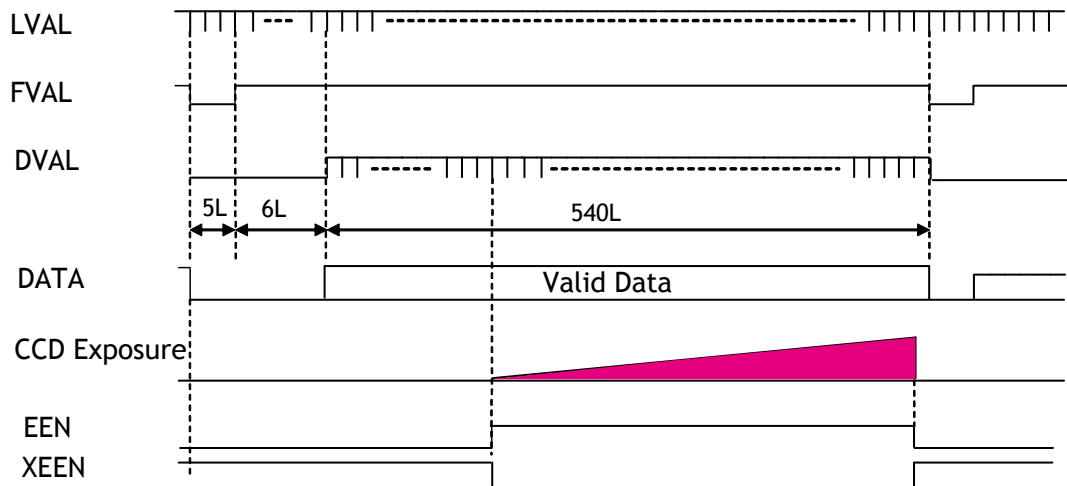 LVAL
FVAL
DVAL
5L 6L 540L
DATA Valid Data
CCD Exposure
EEN
XEEN